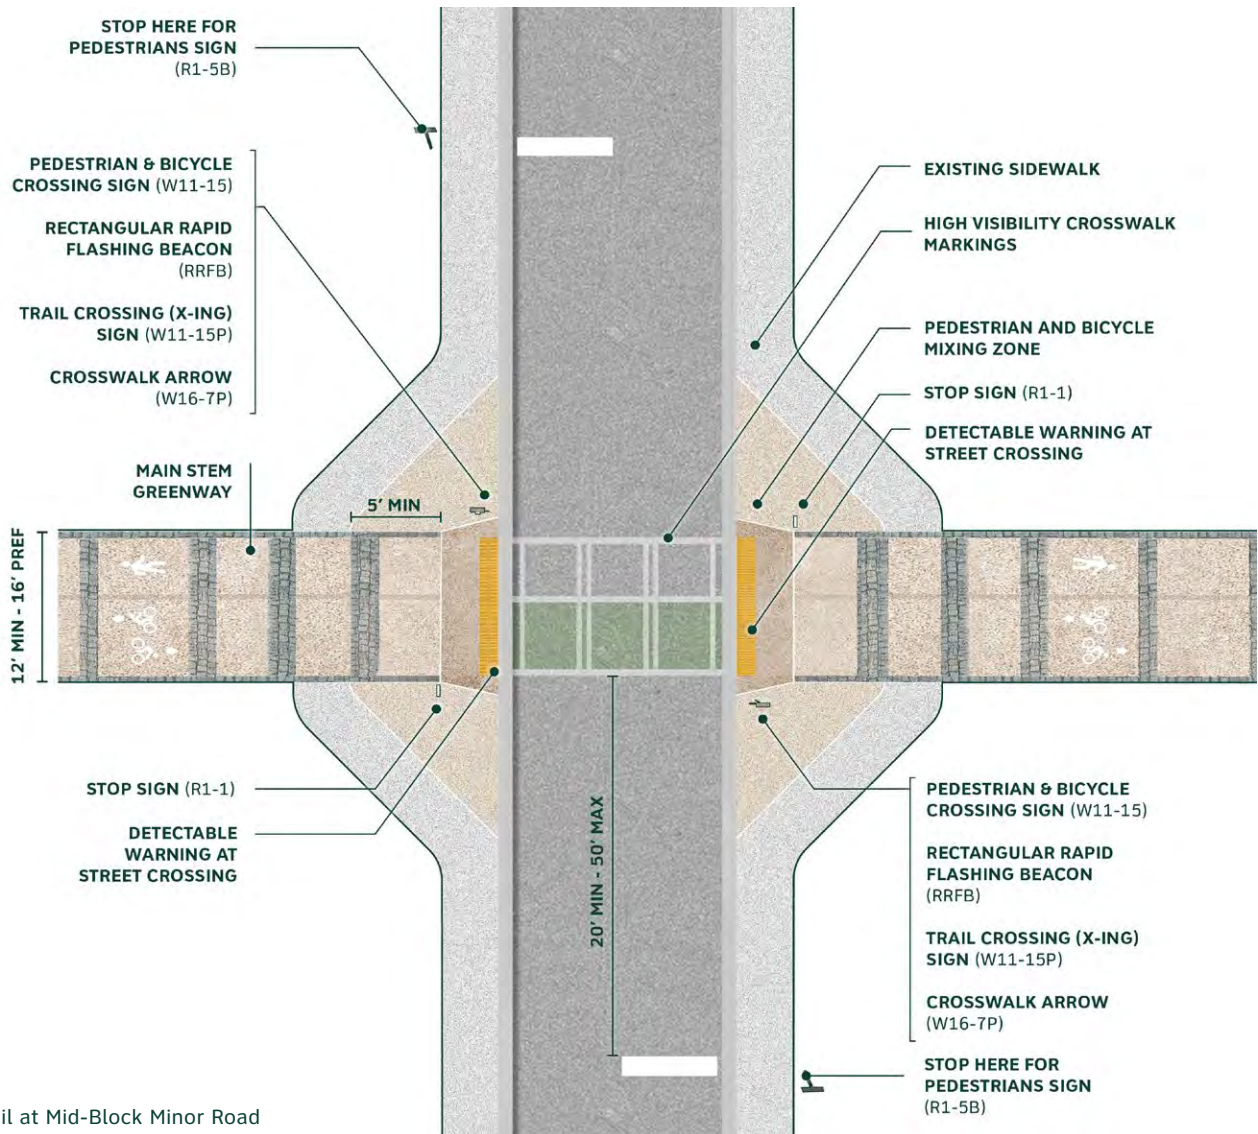 STOP HERE FOR
PEDESTRIANS SIGN
(R1-5B)
PEDESTRIAN & BICYCLE
CROSSING SIGN (W11-15)
RECTANGULAR RAPID
FLASHING BEACON
(RRFB)
TRAIL CROSSING (X-ING)
SIGN (W11-15P)
CROSSWALK ARROW
(W16-7P)
MAIN STEM
GREENWAY
5' MIN
12' MIN - 16' PREF
STOP SIGN (R1-1)
DETECTABLE
WARNING AT
STREET CROSSING
EXISTING SIDEWALK
HIGH VISIBILITY CROSSWALK
MARKINGS
PEDESTRIAN AND BICYCLE
MIXING ZONE
STOP SIGN (R1-1)
DETECTABLE WARNING AT
STREET CROSSING
20' MIN - 50' MAX
PEDESTRIAN & BICYCLE
CROSSING SIGN (W11-15)
RECTANGULAR RAPID
FLASHING BEACON
(RRFB)
TRAIL CROSSING (X-ING)
SIGN (W11-15P)
CROSSWALK ARROW
(W16-7P)
STOP HERE FOR
PEDESTRIANS SIGN
(R1-5B)
il at Mid-Block Minor Road